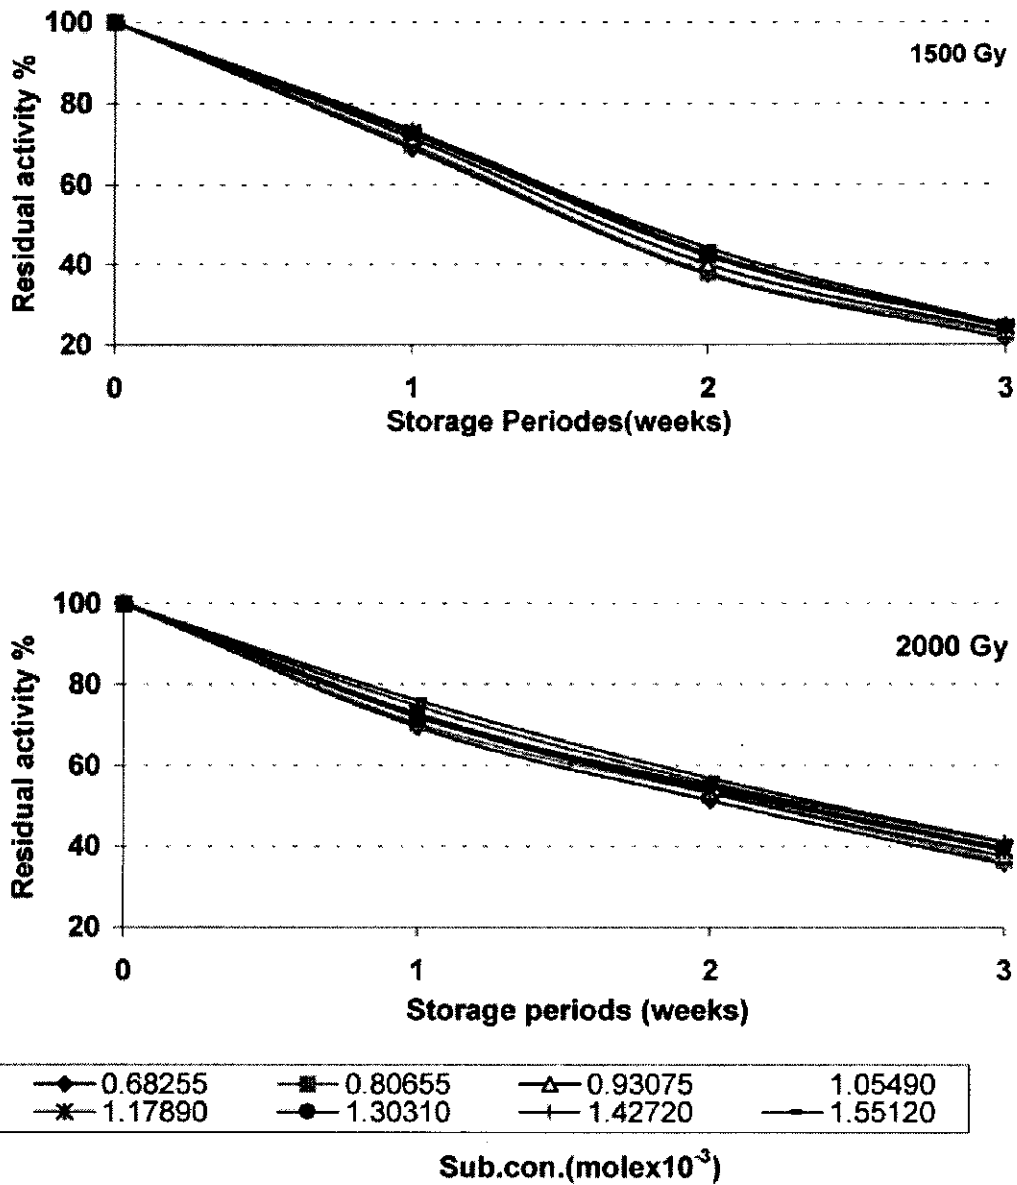 1500 Gy
Residual activity %
100
80
60
40
20
0 1 2 3
Storage Periodes(weeks)
2000 Gy
Residual activity %
100
80
60
40
20
0 1 2 3
Storage periods (weeks)
0.68255 0.80655 0.93075 1.05490
1.17890 1.30310 1.42720 1.55120
Sub.con.(molex10⁻³)